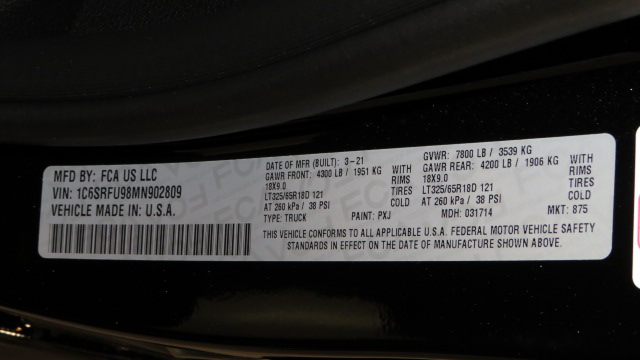 MFD BY: FCA US LLC
VIN: 1C6SRFU98MN902809
VEHICLE MADE IN: U.S.A.
DATE OF MFR (BUILT): 3-21
GAWR FRONT: 4300 LB / 1951 KG WITH
18X9.0 RIMS
LT325/65R18D 121 TIRES
AT 260 kPa / 38 PSI COLD
TYPE: TRUCK PAINT: PXJ
GVWR: 7800 LB / 3539 KG
GAWR REAR: 4200 LB / 1906 KG WITH
18X9.0 RIMS
LT325/65R18D 121 TIRES
AT 260 kPa / 38 PSI COLD
MDH: 031714 MKT: 875
THIS VEHICLE CONFORMS TO ALL APPLICABLE U.S.A. FEDERAL MOTOR VEHICLE SAFETY
STANDARDS IN EFFECT ON THE DATE OF MANUFACTURE SHOWN ABOVE.